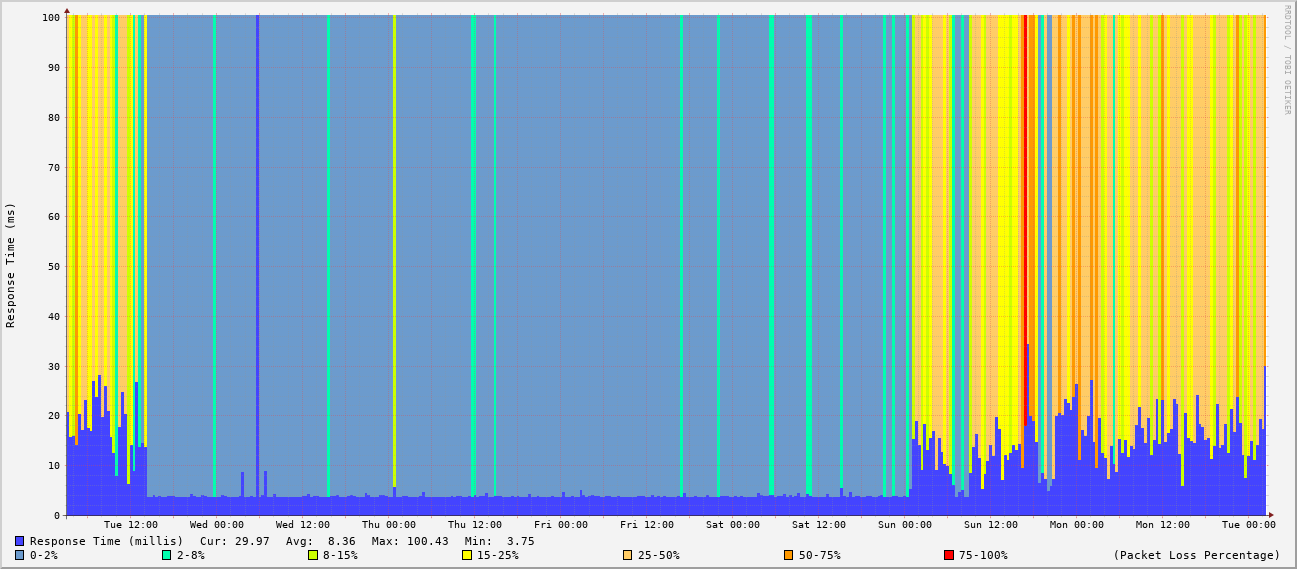 RRDTOOL / TOBI OETIKER
Response Time (ms)
100
90
80
70
60
50
40
30
20
10
0
Tue 12:00 Wed 00:00 Wed 12:00 Thu 00:00 Thu 12:00 Fri 00:00 Fri 12:00 Sat 00:00 Sat 12:00 Sun 00:00 Sun 12:00 Mon 00:00 Mon 12:00 Tue 00:00
Response Time (millis) Cur: 29.97 Avg: 8.36 Max: 100.43 Min: 3.75
0-2% 2-8% 8-15% 15-25% 25-50% 50-75% 75-100% (Packet Loss Percentage)